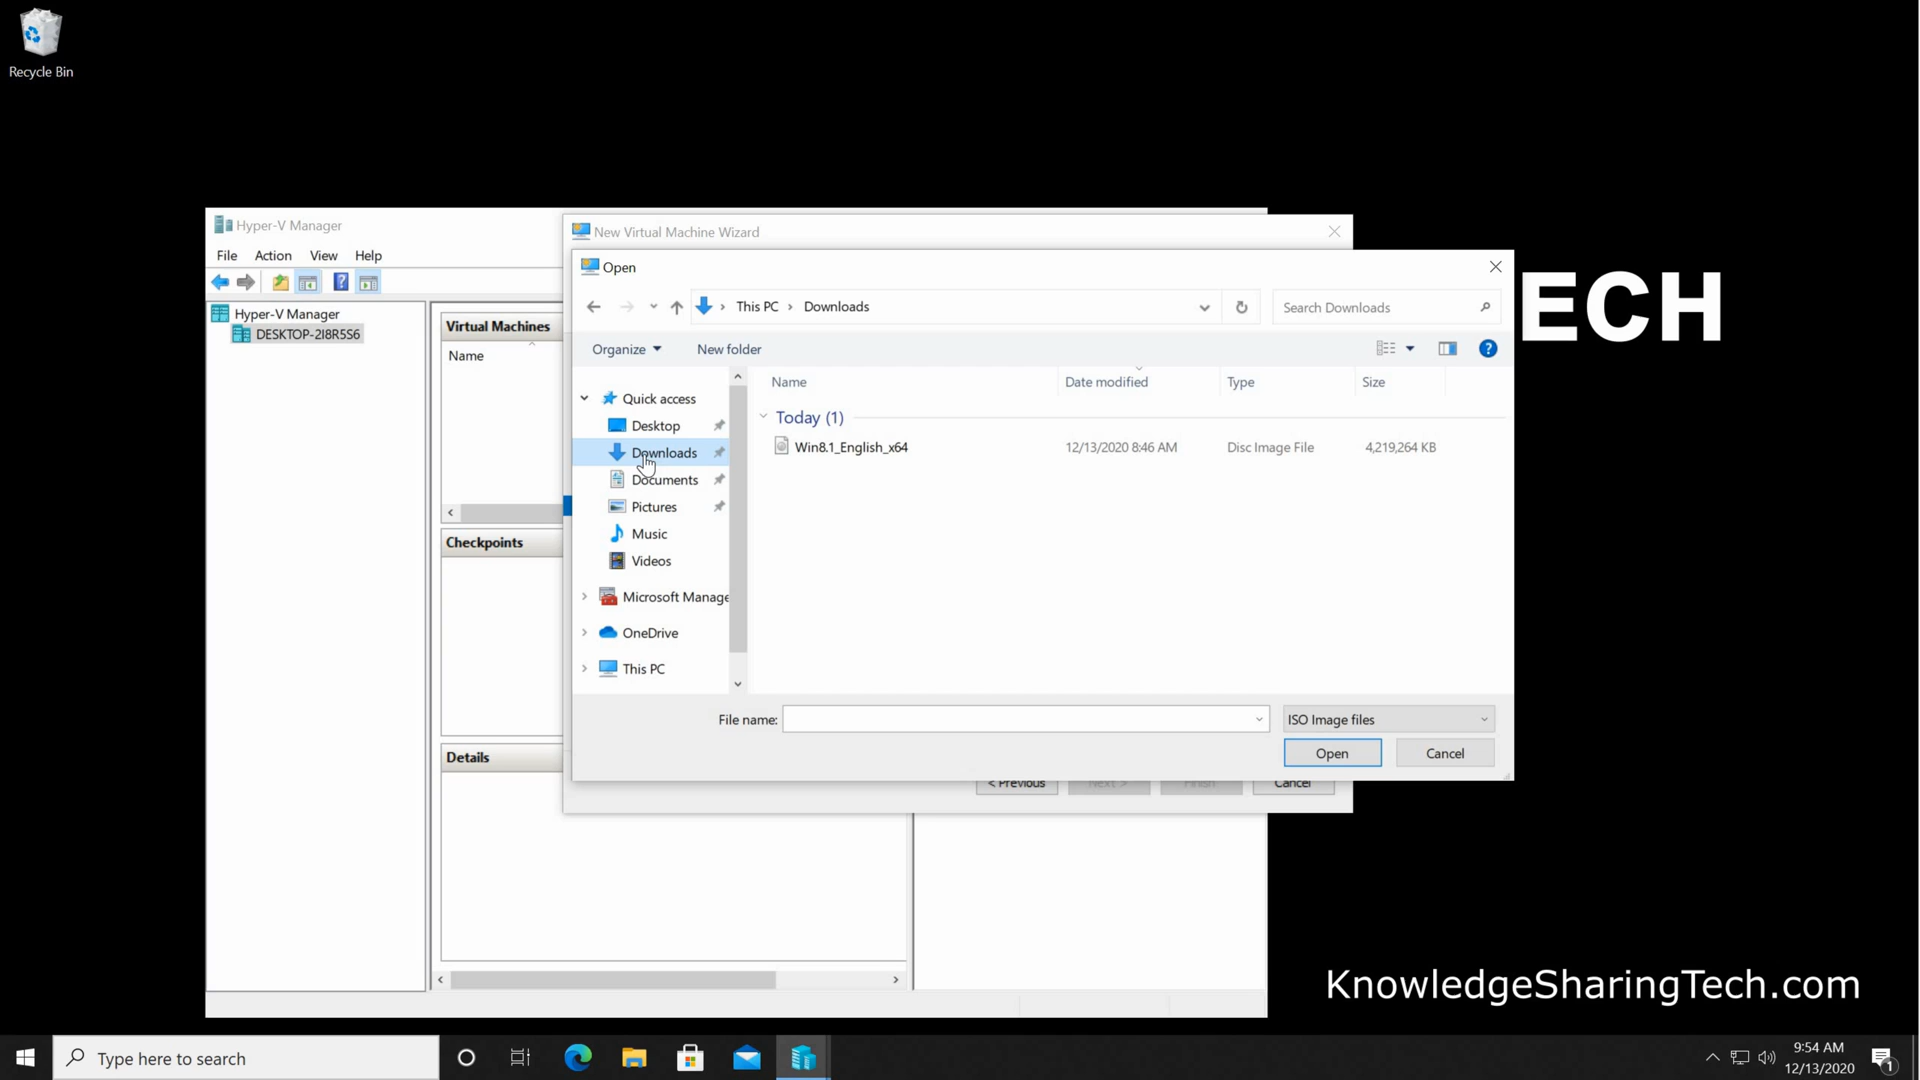 Recycle Bin
Hyper-V Manager
File Action View Help
Hyper-V Manager
DESKTOP-2I8R5S6
Virtual Machines
Name
Checkpoints
Details
New Virtual Machine Wizard
Open
This PC > Downloads
Search Downloads
Organize
New folder
Quick access
Desktop
Downloads
Documents
Pictures
Music
Videos
Microsoft Manage
OneDrive
This PC
Name Date modified Type Size
Today (1)
Win8.1_English_x64 12/13/2020 8:46 AM Disc Image File 4,219,264 KB
File name:
ISO Image files
Open Cancel
< Previous Next > Finish Cancel
ECH
KnowledgeSharingTech.com
Type here to search
9:54 AM
12/13/2020
1